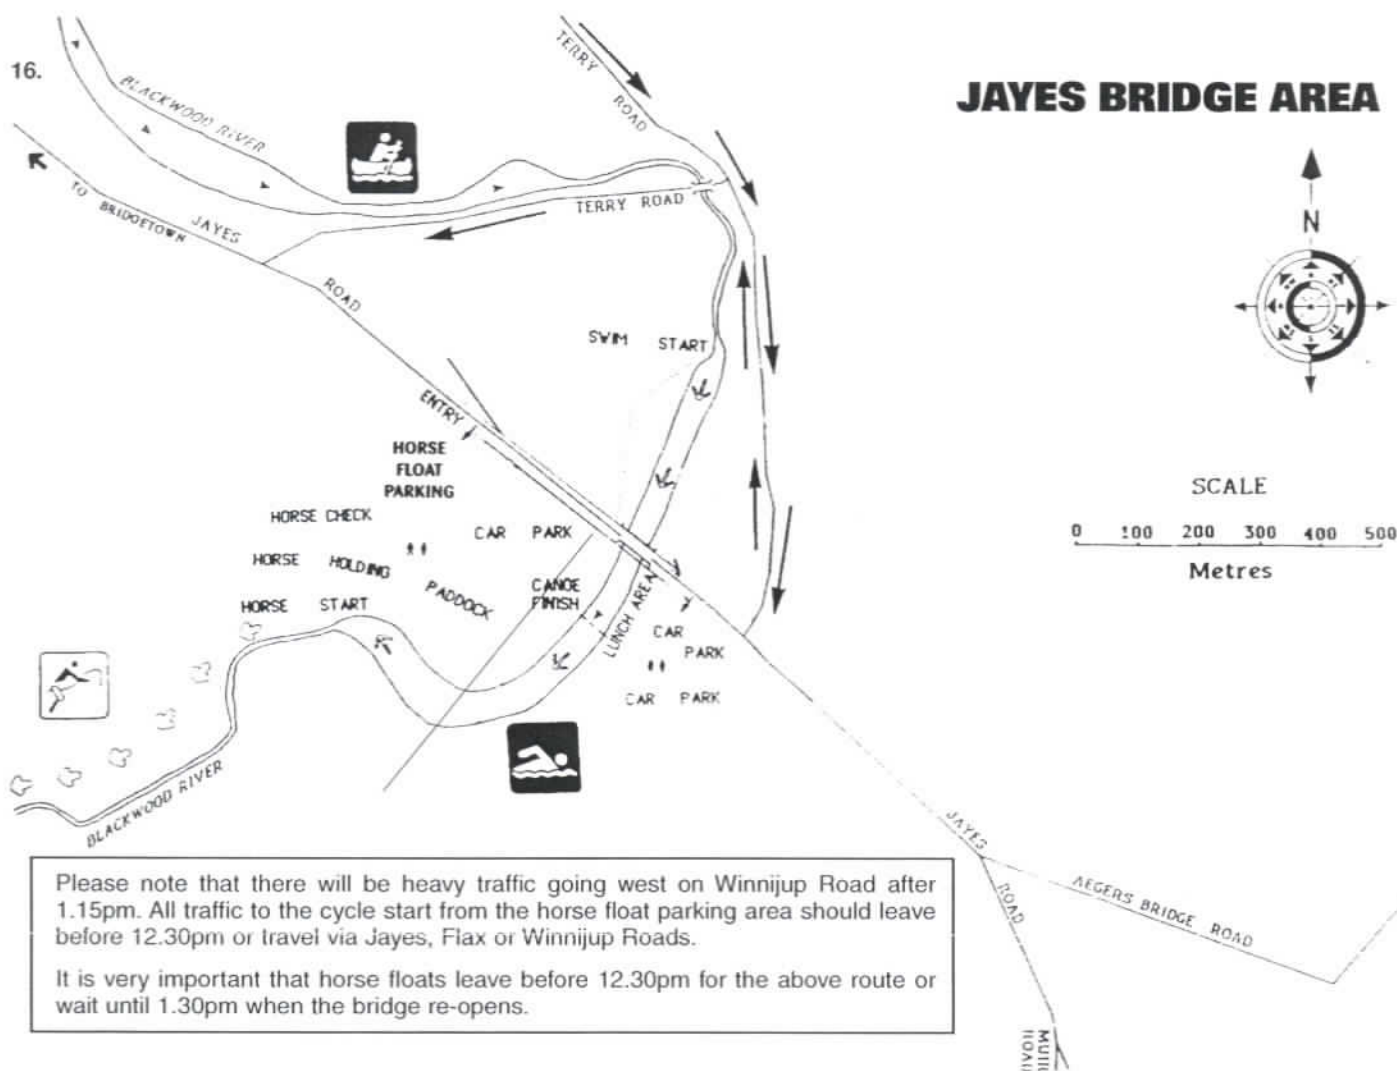 16.
JAYES BRIDGE AREA
TERRY
ROAD
BLACKWOOD RIVER
N
TO BRIDGETOWN
JAYES
ROAD
TERRY ROAD
SWIM START
ENTRY
HORSE
FLOAT
PARKING
SCALE
0 100 200 300 400 500
Metres
HORSE CHECK
CAR PARK
HORSE HOLDING PADDOCK
CANOE
FINISH
LUNCH AREA
HORSE START
CAR PARK
CAR PARK
BLACKWOOD RIVER
JAYES
ROAD
AEGERS BRIDGE ROAD
MUIR
Please note that there will be heavy traffic going west on Winnijup Road after
1.15pm. All traffic to the cycle start from the horse float parking area should leave
before 12.30pm or travel via Jayes, Flax or Winnijup Roads.
It is very important that horse floats leave before 12.30pm for the above route or
wait until 1.30pm when the bridge re-opens.